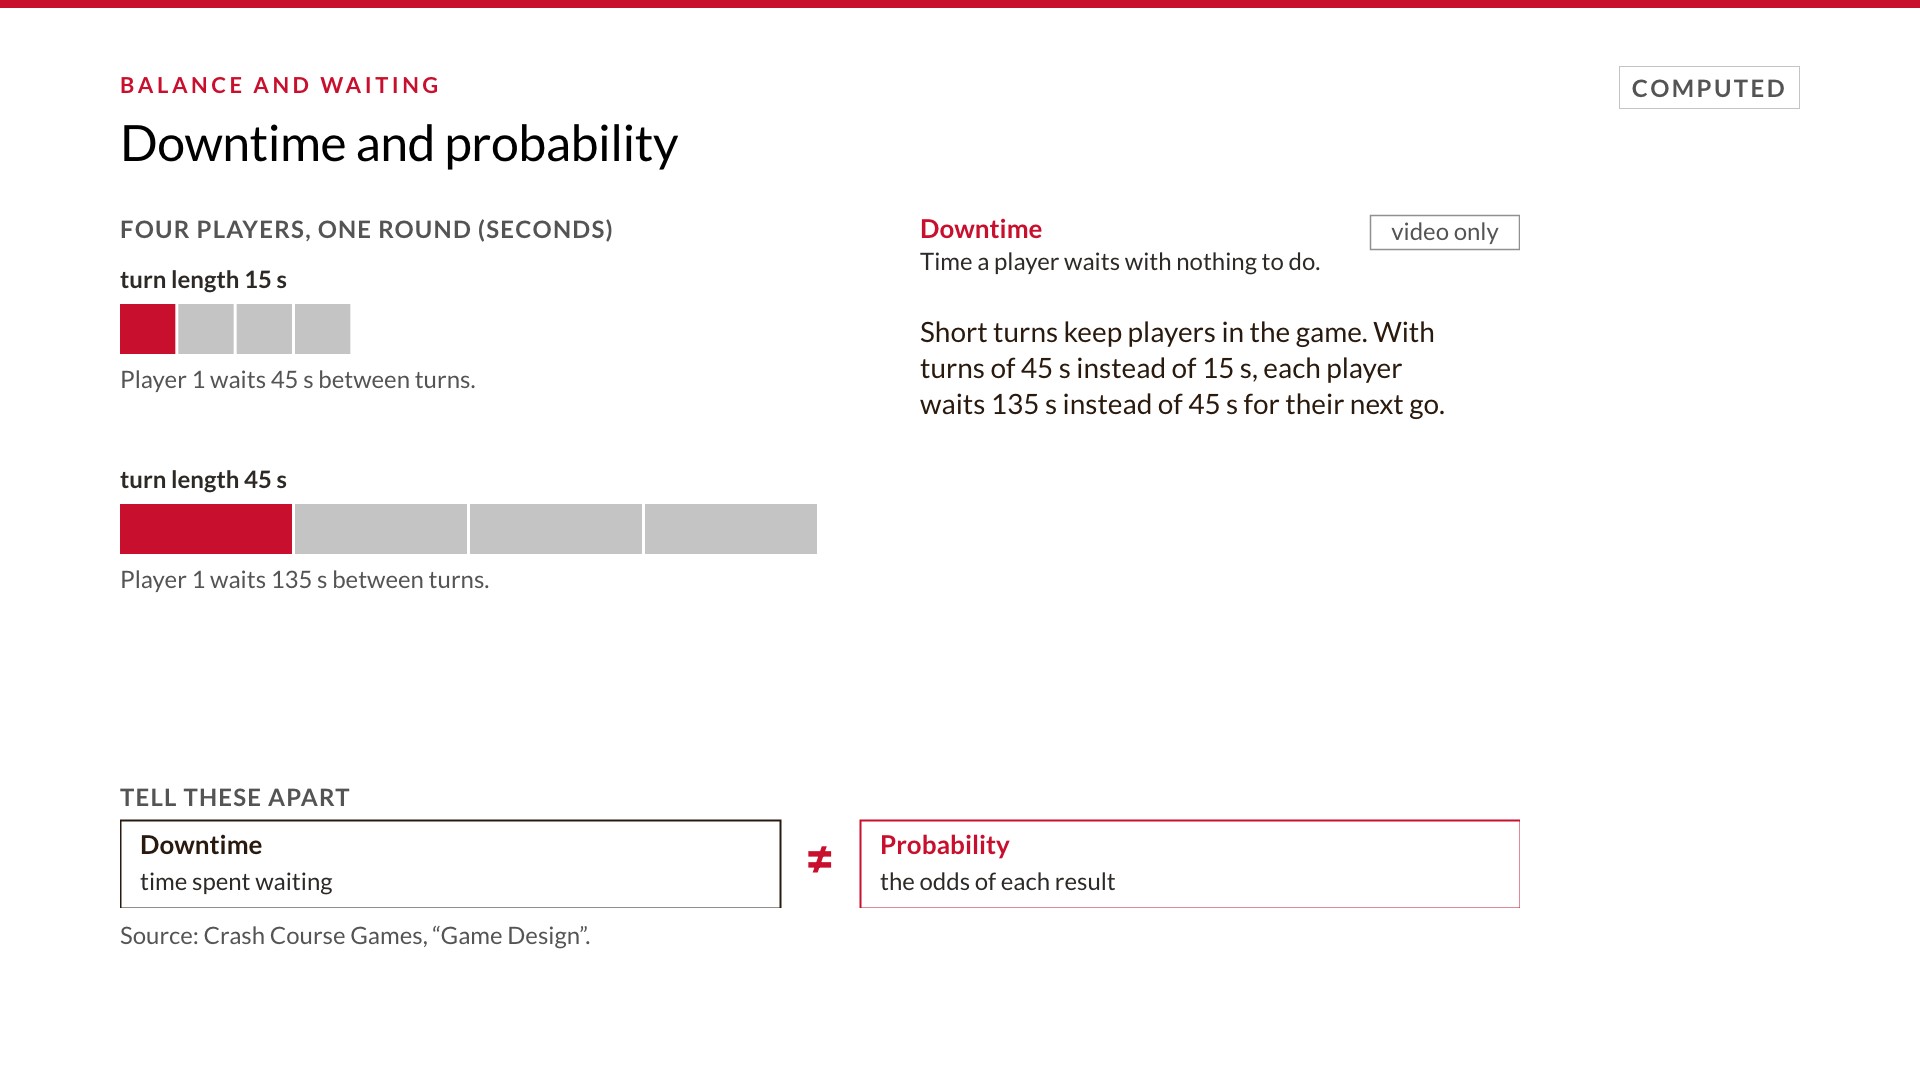 BALANCE AND WAITING
COMPUTED
Downtime and probability
FOUR PLAYERS, ONE ROUND (SECONDS)
turn length 15 s
Player 1 waits 45 s between turns.
turn length 45 s
Player 1 waits 135 s between turns.
Downtime
video only
Time a player waits with nothing to do.
Short turns keep players in the game. With
turns of 45 s instead of 15 s, each player
waits 135 s instead of 45 s for their next go.
TELL THESE APART
Downtime
time spent waiting
≠
Probability
the odds of each result
Source: Crash Course Games, “Game Design”.